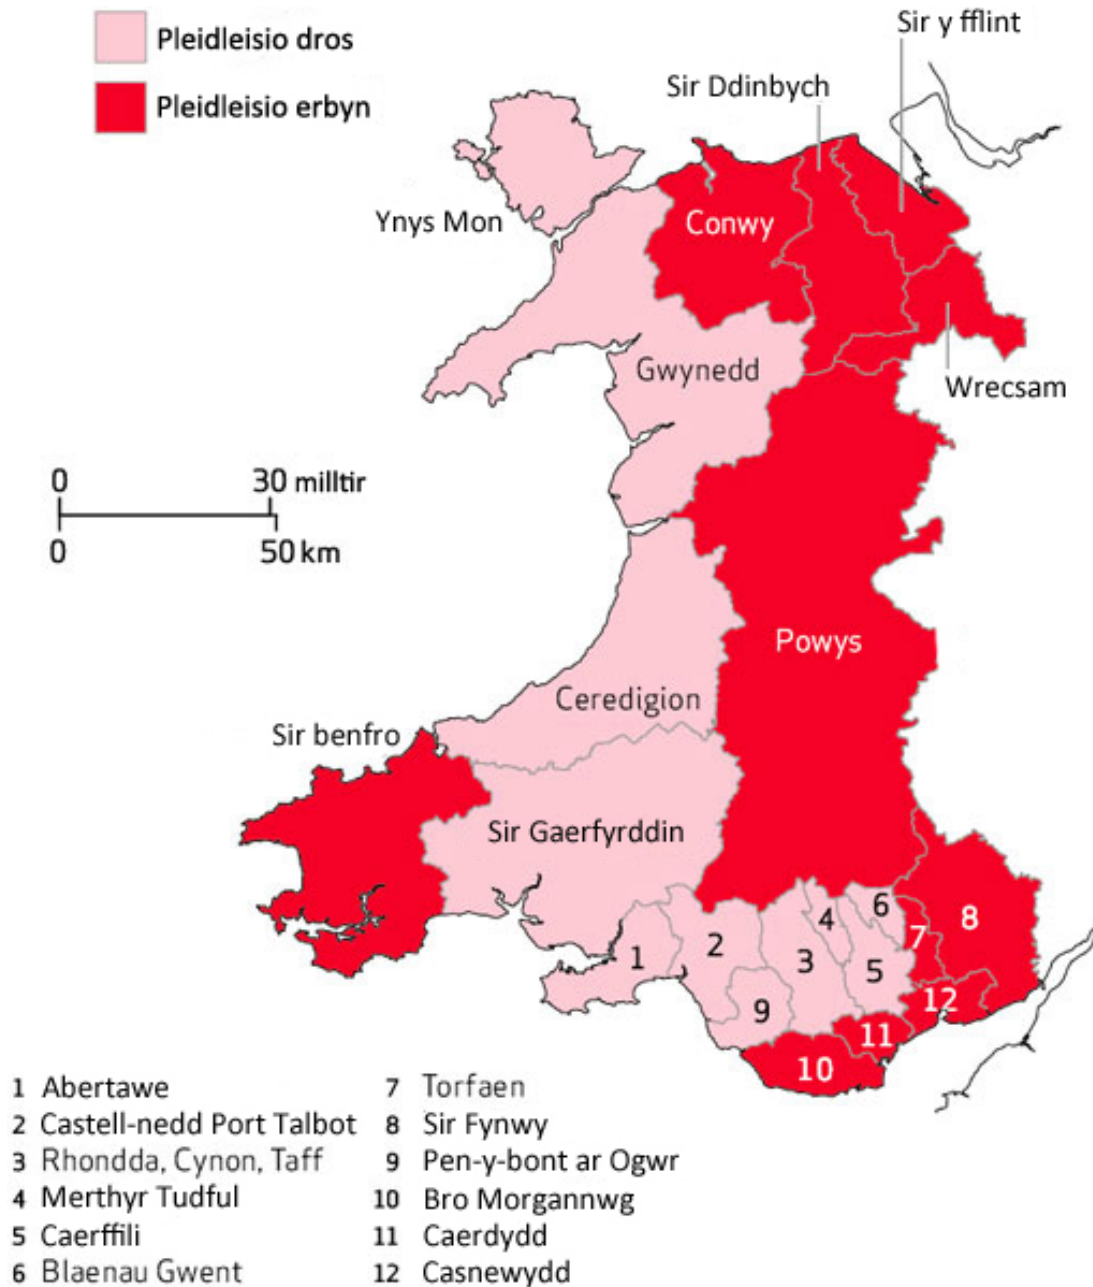 Pleidleisio dros
Pleidleisio erbyn
Sir y fflint
Sir Ddinbych
Ynys Mon
Conwy
Gwynedd
Wrecsam
0 30 milltir
0 50 km
Powys
Ceredigion
Sir benfro
Sir Gaerfyrddin
1 2 3 4 5 6 7 8 9 10 11 12
1 Abertawe
2 Castell-nedd Port Talbot
3 Rhondda, Cynon, Taff
4 Merthyr Tudful
5 Caerffili
6 Blaenau Gwent
7 Torfaen
8 Sir Fynwy
9 Pen-y-bont ar Ogwr
10 Bro Morgannwg
11 Caerdydd
12 Casnewydd